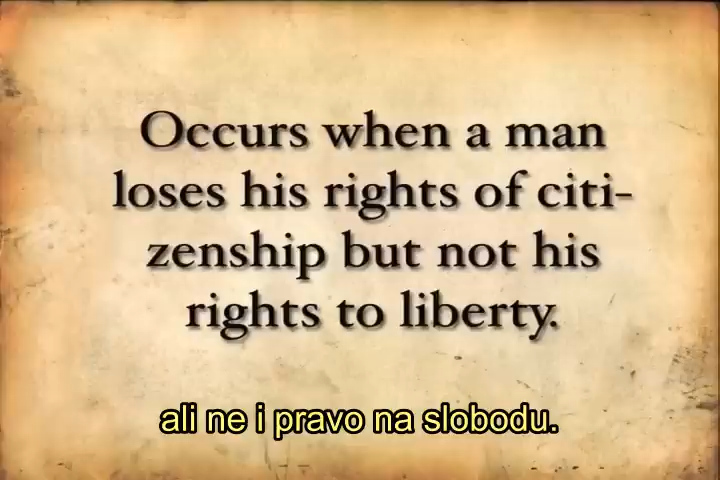 Occurs when a man
loses his rights of citi-
zenship but not his
rights to liberty.
ali ne i pravo na slobodu.